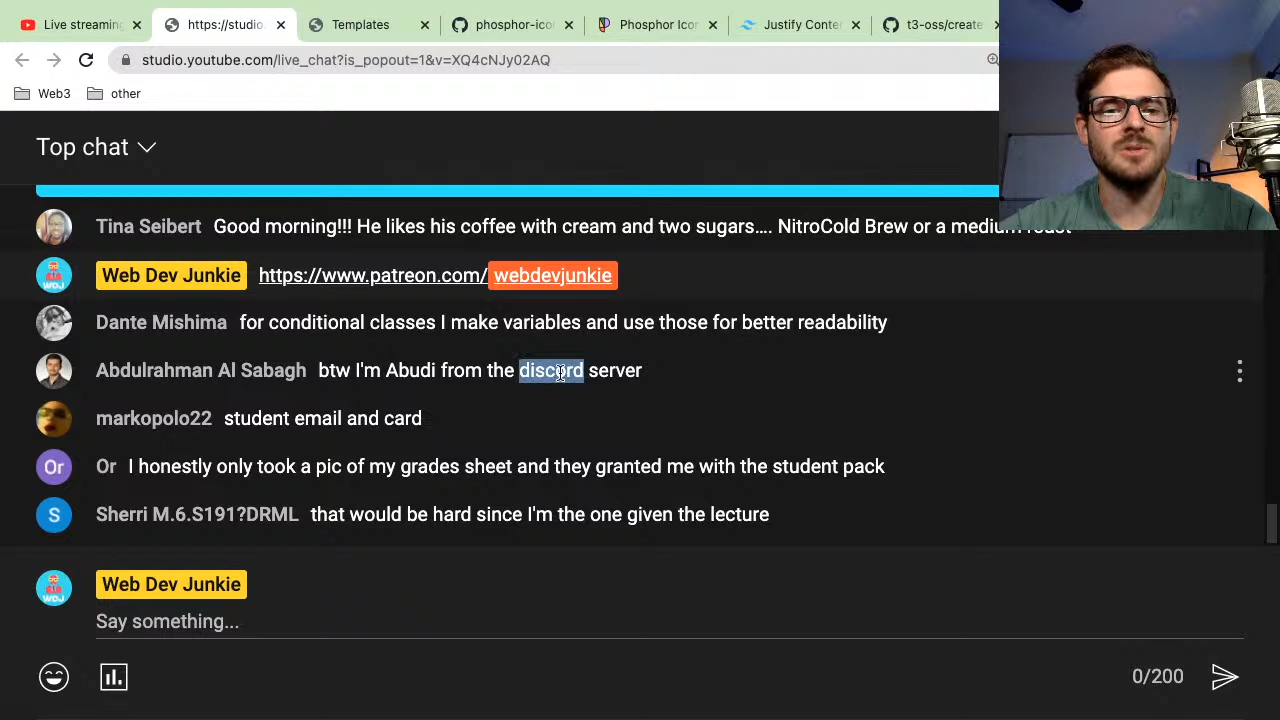 Live streaming
https://studio.
Templates
phosphor-ico
Phosphor Icon
Justify Conten
t3-oss/create
studio.youtube.com/live_chat?is_popout=1&v=XQ4cNJy02AQ
Web3
other
Top chat
Tina Seibert Good morning!!! He likes his coffee with cream and two sugars.... NitroCold Brew or a medium roast
Web Dev Junkie https://www.patreon.com/webdevjunkie
Dante Mishima for conditional classes I make variables and use those for better readability
Abdulrahman Al Sabagh btw I'm Abudi from the discord server
markopolo22 student email and card
Or Or I honestly only took a pic of my grades sheet and they granted me with the student pack
S Sherri M.6.S191?DRML that would be hard since I'm the one given the lecture
WDJ Web Dev Junkie
Say something...
0/200